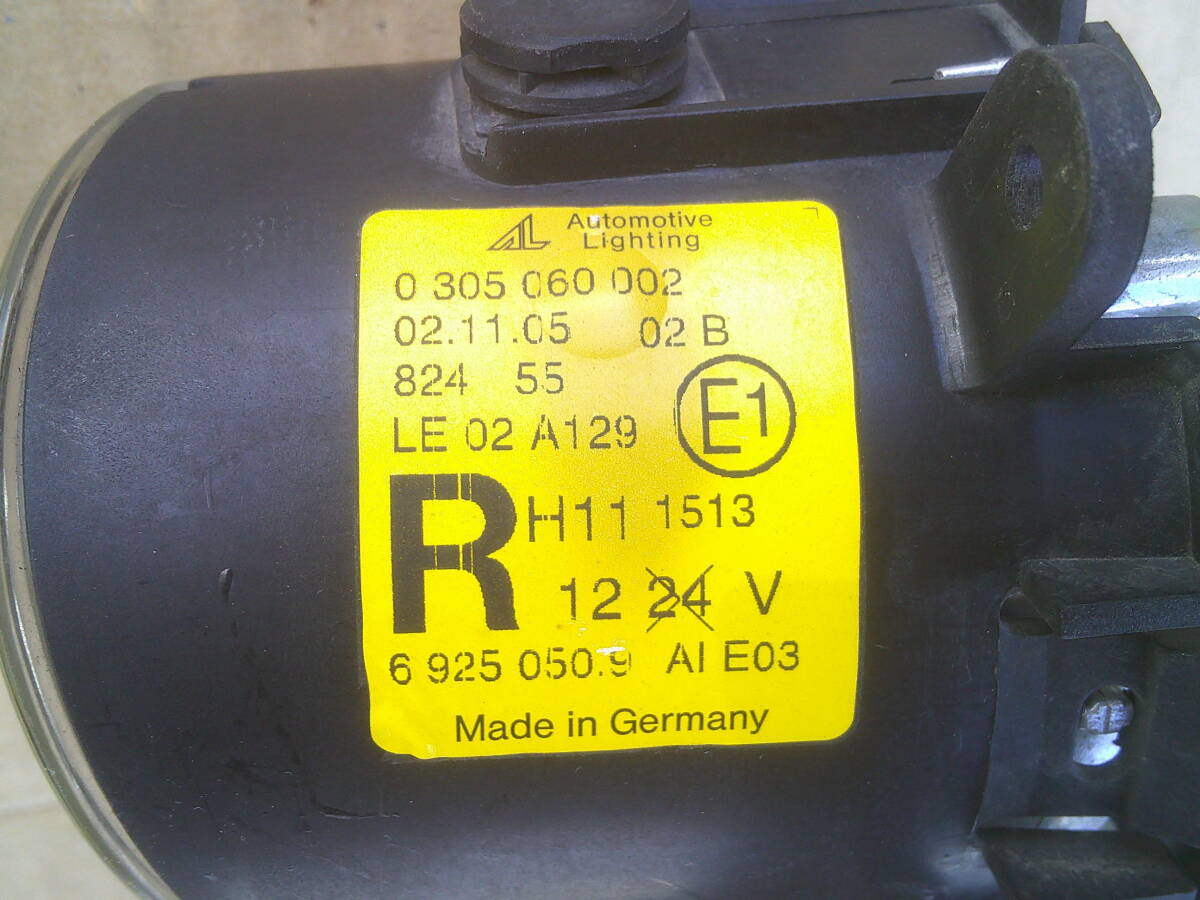 AL Automotive
Lighting
0 305 060 002
02.11.05 02 B
824 55
LE 02 A129 E1
R H11 1513
12 24 V
6 925 050.9 AI E03
Made in Germany